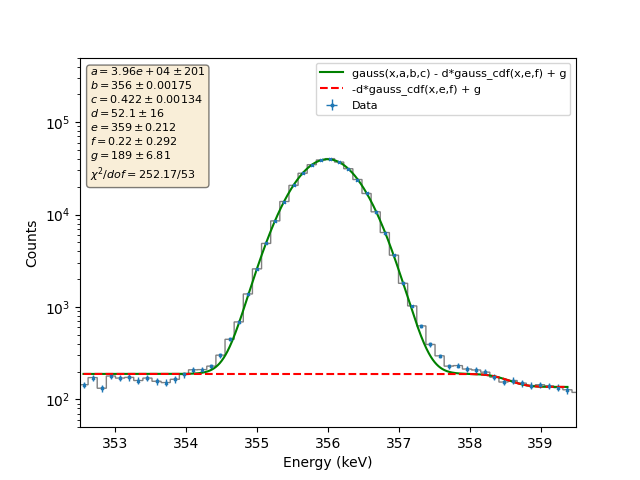 a = 3.96e + 04 ± 201
b = 356 ± 0.00175
c = 0.422 ± 0.00134
d = 52.1 ± 16
e = 359 ± 0.212
f = 0.22 ± 0.292
g = 189 ± 6.81
χ²/dof = 252.17/53
gauss(x,a,b,c) - d*gauss_cdf(x,e,f) + g
-d*gauss_cdf(x,e,f) + g
Data
10⁵
10⁴
10³
10²
Counts
353 354 355 356 357 358 359
Energy (keV)